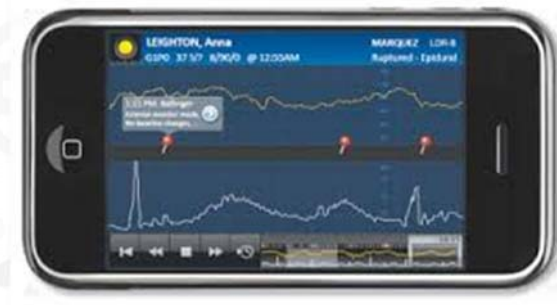 LEIGHTON, Anna
MARQUEZ LDR-8
G1P0 37 5/7 8/90/0 @ 12:55AM
Ruptured - Epidural
External monitor mode,
No baseline changes,